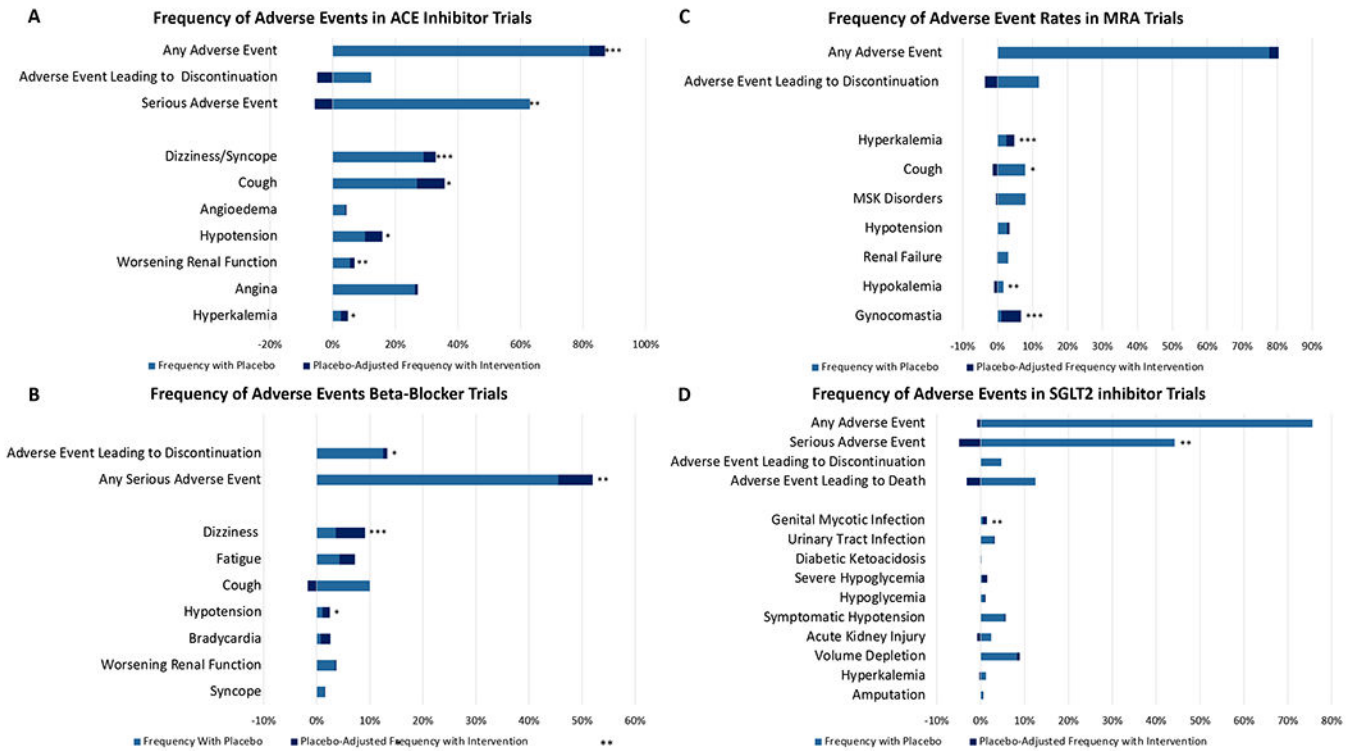 A
Frequency of Adverse Events in ACE Inhibitor Trials
Any Adverse Event
***
Adverse Event Leading to Discontinuation
Serious Adverse Event
**
Dizziness/Syncope
***
Cough
*
Angioedema
Hypotension
*
Worsening Renal Function
**
Angina
Hyperkalemia
*
-20% 0% 20% 40% 60% 80% 100%
Frequency with Placebo Placebo-Adjusted Frequency with Intervention
C
Frequency of Adverse Event Rates in MRA Trials
Any Adverse Event
Adverse Event Leading to Discontinuation
Hyperkalemia
***
Cough
*
MSK Disorders
Hypotension
Renal Failure
Hypokalemia
**
Gynocomastia
***
-10% 0% 10% 20% 30% 40% 50% 60% 70% 80% 90%
Frequency with Placebo Placebo-Adjusted Frequency with Intervention
B
Frequency of Adverse Events Beta-Blocker Trials
Adverse Event Leading to Discontinuation
*
Any Serious Adverse Event
**
Dizziness
***
Fatigue
Cough
Hypotension
*
Bradycardia
Worsening Renal Function
Syncope
-10% 0% 10% 20% 30% 40% 50% 60%
Frequency With Placebo Placebo-Adjusted Frequency with Intervention
**
D
Frequency of Adverse Events in SGLT2 inhibitor Trials
Any Adverse Event
Serious Adverse Event
**
Adverse Event Leading to Discontinuation
Adverse Event Leading to Death
Genital Mycotic Infection
**
Urinary Tract Infection
Diabetic Ketoacidosis
Severe Hypoglycemia
Hypoglycemia
Symptomatic Hypotension
Acute Kidney Injury
Volume Depletion
Hyperkalemia
Amputation
-10% 0% 10% 20% 30% 40% 50% 60% 70% 80%
Frequency with Placebo Placebo-Adjusted Frequency with Intervention